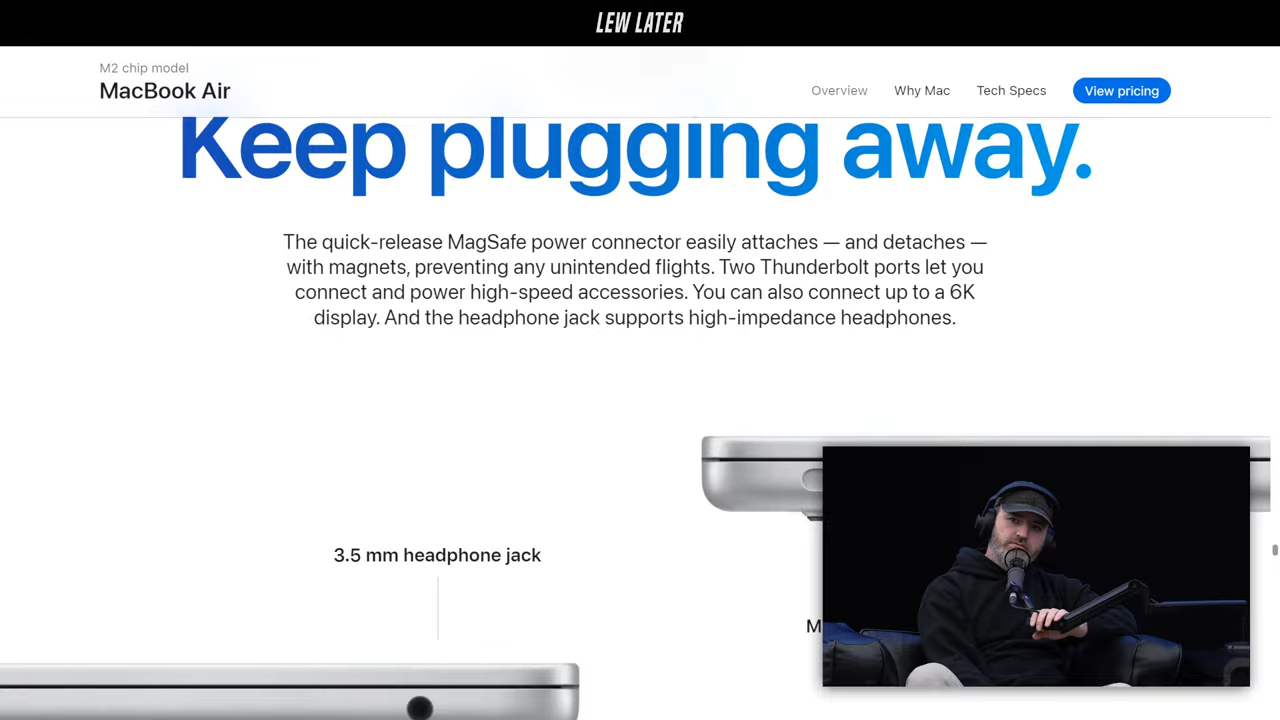 LEW LATER
M2 chip model
MacBook Air
Overview
Why Mac
Tech Specs
View pricing
Keep plugging away.
The quick-release MagSafe power connector easily attaches — and detaches —
with magnets, preventing any unintended flights. Two Thunderbolt ports let you
connect and power high-speed accessories. You can also connect up to a 6K
display. And the headphone jack supports high-impedance headphones.
3.5 mm headphone jack